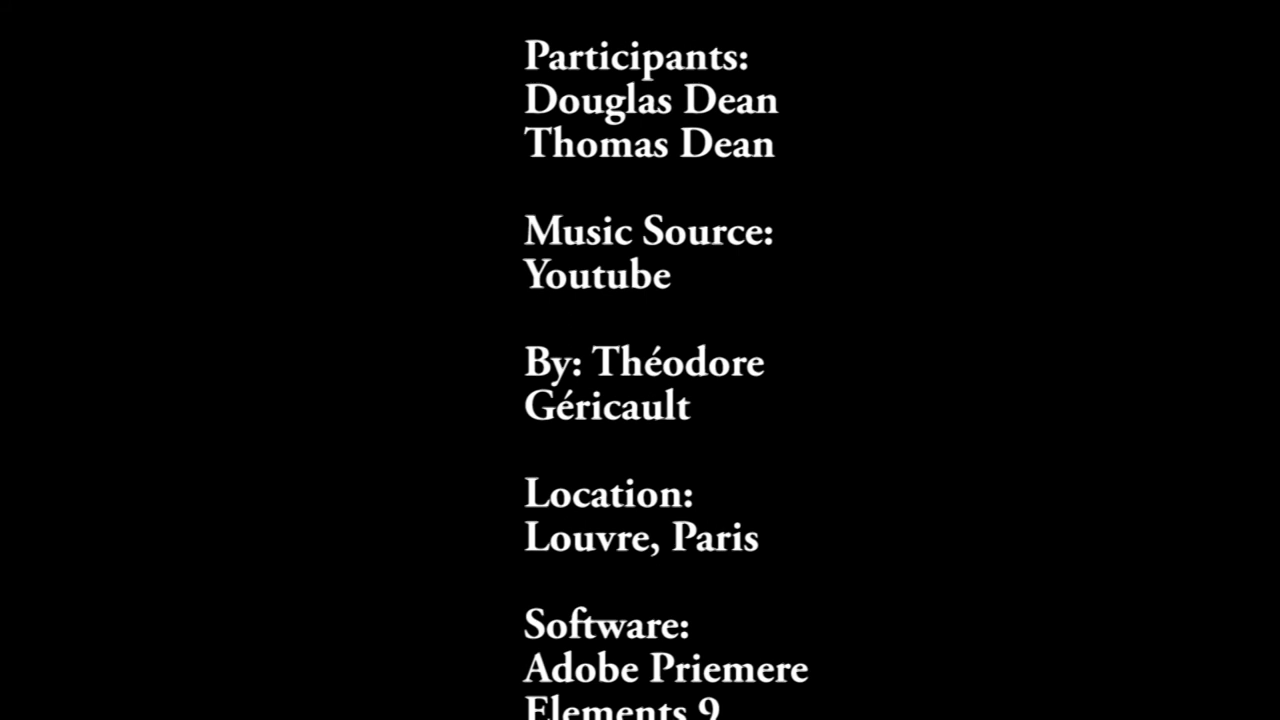 Participants:
Douglas Dean
Thomas Dean
Music Source:
Youtube
By: Théodore
Géricault
Location:
Louvre, Paris
Software:
Adobe Priemere
Elements 9